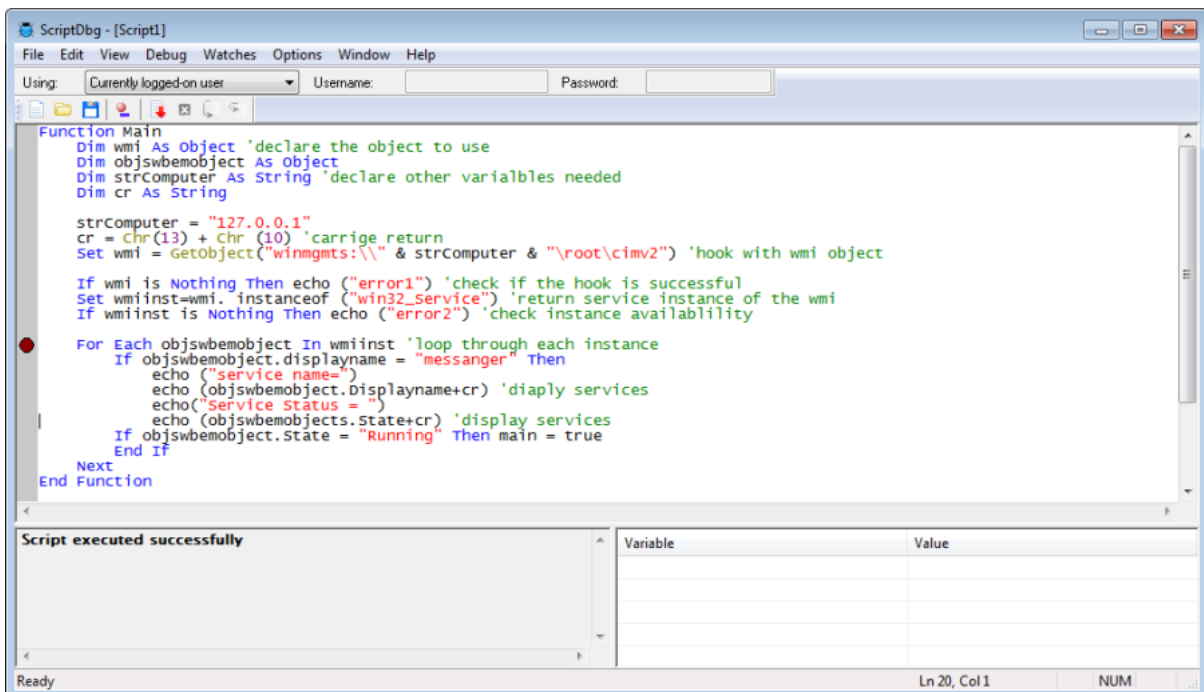 ScriptDbg - [Script1]
File Edit View Debug Watches Options Window Help
Using: Currently logged-on user Username: Password:
Function Main
Dim wmi As Object 'declare the object to use
Dim objswbemobject As Object
Dim strComputer As String 'declare other varialbles needed
Dim cr As String
strComputer = "127.0.0.1"
cr = Chr(13) + Chr (10) 'carrige return
Set wmi = GetObject("winmgmts:\\" & strComputer & "\root\cimv2") 'hook with wmi object
If wmi is Nothing Then echo ("error1") 'check if the hook is successful
Set wmiinst=wmi. instanceof ("win32_Service") 'return service instance of the wmi
If wmiinst is Nothing Then echo ("error2") 'check instance availablility
For Each objswbemobject In wmiinst 'loop through each instance
If objswbemobject.displayname = "messanger" Then
echo ("service name=")
echo (objswbemobject.Displayname+cr) 'diaply services
echo("Service Status = ")
echo (objswbemobjects.State+cr) 'display services
If objswbemobject.State = "Running" Then main = true
End If
Next
End Function
Script executed successfully
Variable Value
Ready Ln 20, Col 1 NUM